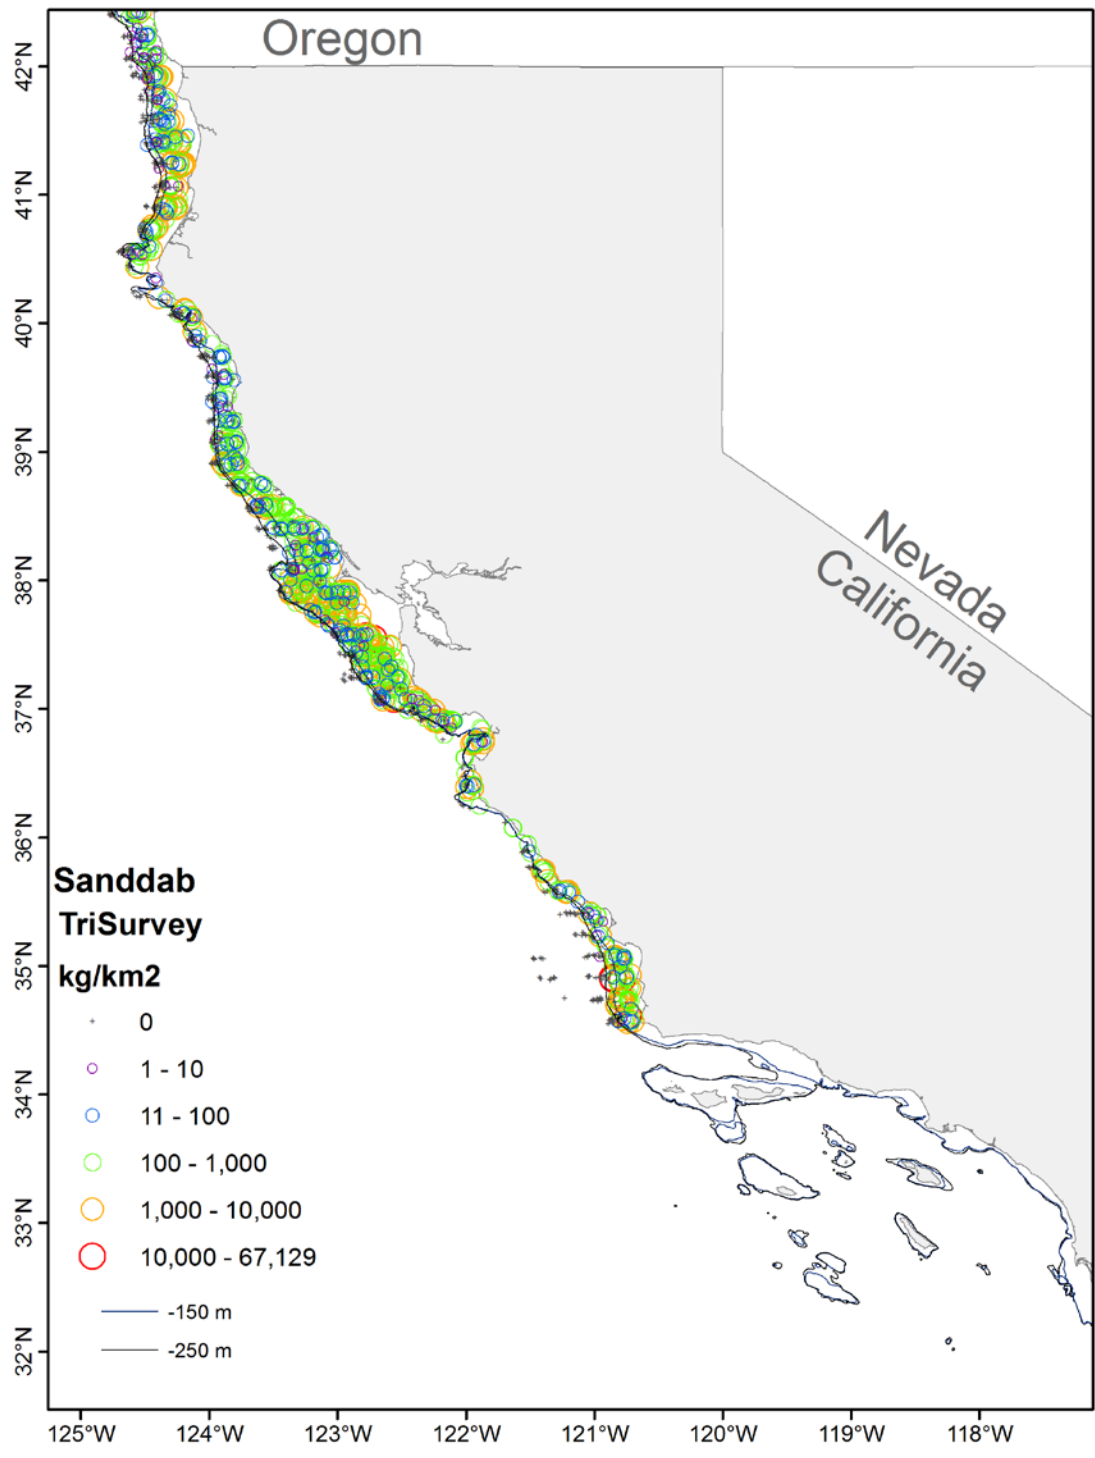 Oregon
Nevada
California
42°N
41°N
40°N
39°N
38°N
37°N
36°N
35°N
34°N
33°N
32°N
Sanddab
TriSurvey
kg/km2
0
1 - 10
11 - 100
100 - 1,000
1,000 - 10,000
10,000 - 67,129
-150 m
-250 m
125°W 124°W 123°W 122°W 121°W 120°W 119°W 118°W